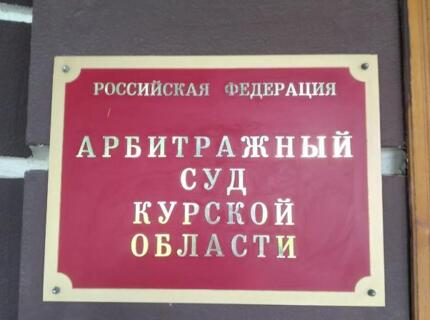 РОССИЙСКАЯ ФЕДЕРАЦИЯ
АРБИТРАЖНЫЙ
СУД
КУРСКОЙ
ОБЛАСТИ